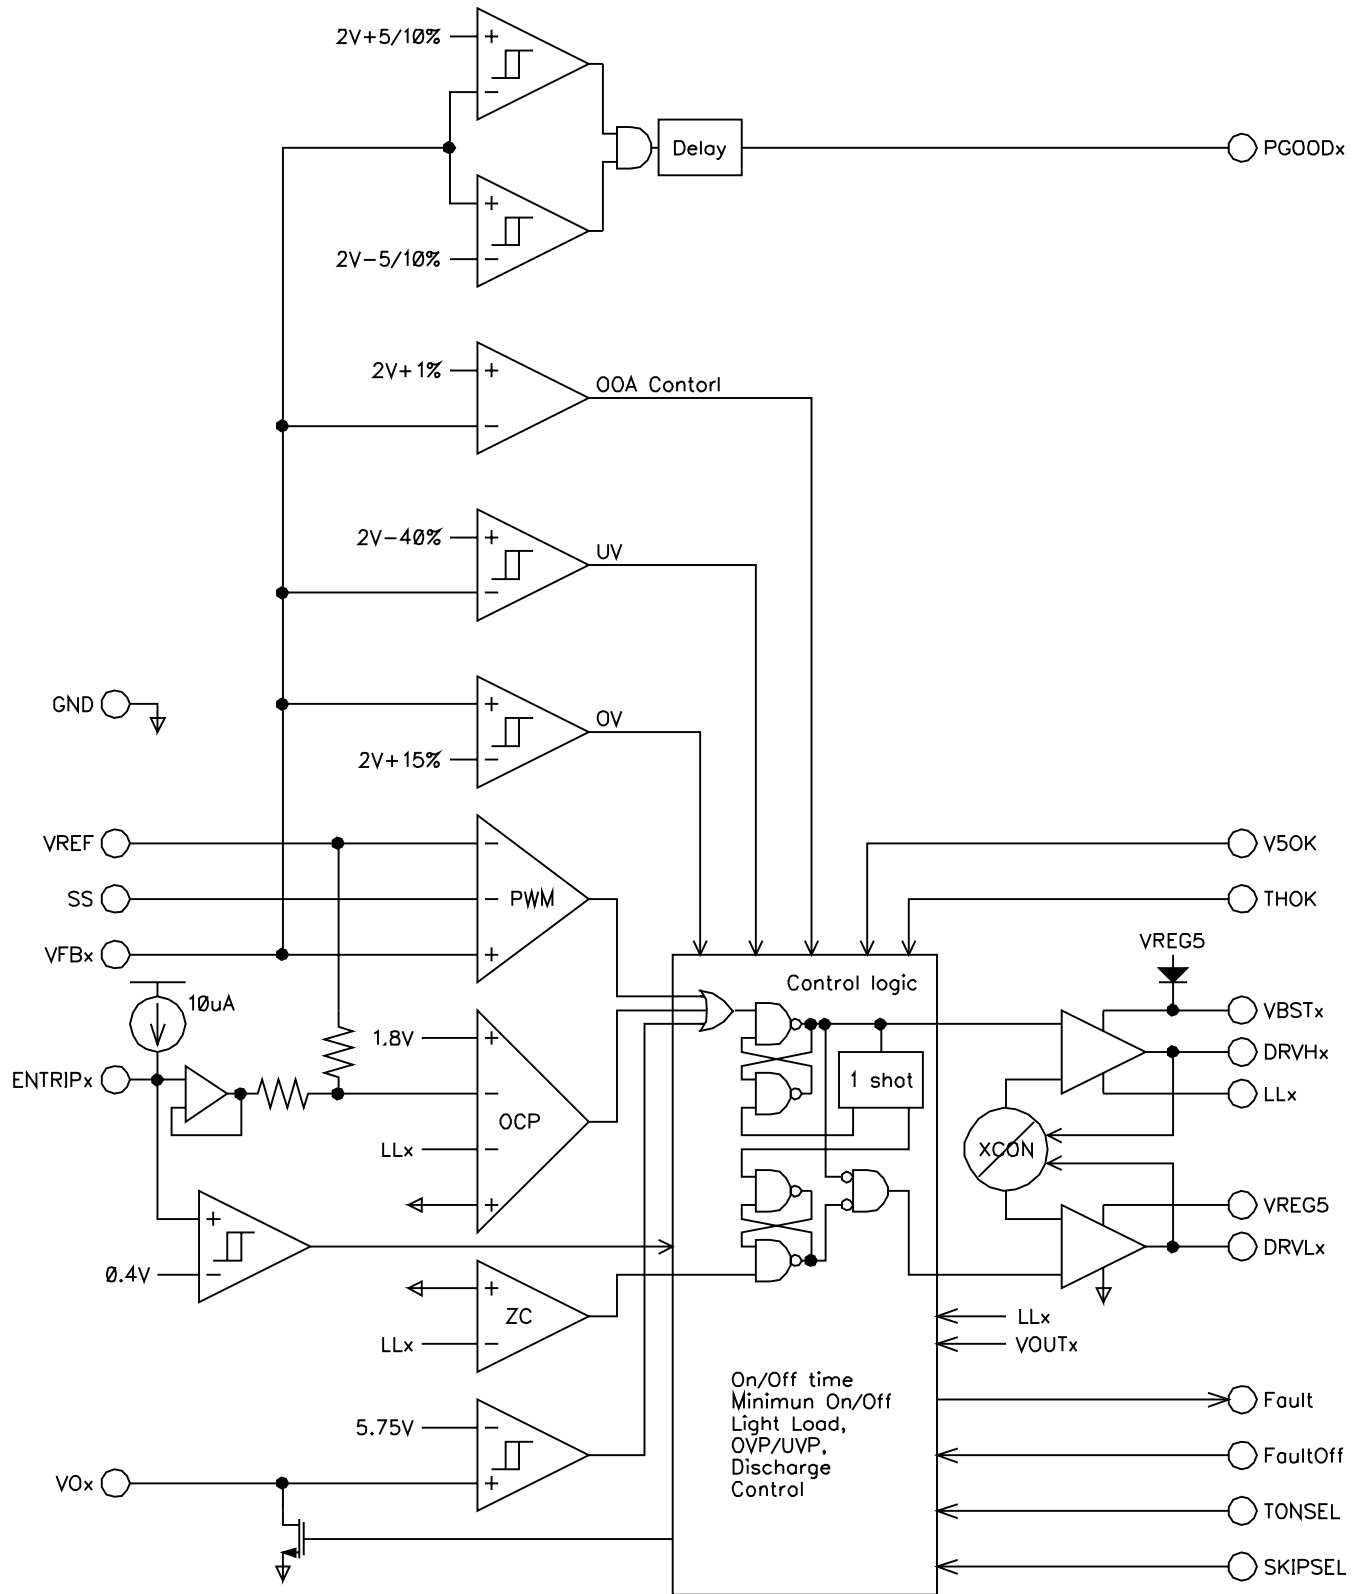 2V+5/10%
+
−
Delay
PGOODx
+
2V−5/10%
−
2V+1%
+
OOA Contorl
−
2V−40%
+
UV
−
GND
+
OV
2V+15%
−
VREF
−
V5OK
SS
−
PWM
THOK
VFBx
+
VREG5
Control logic
10uA
VBSTx
1.8V
+
DRVHx
ENTRIPx
1 shot
LLx
−
OCP
LLx
−
XCON
+
VREG5
+
DRVLx
0.4V
−
+
ZC
LLx
LLx
−
VOUTx
On/Off time
Minimun On/Off
Light Load,
OVP/UVP,
Discharge
Control
Fault
5.75V
−
FaultOff
VOx
+
TONSEL
SKIPSEL